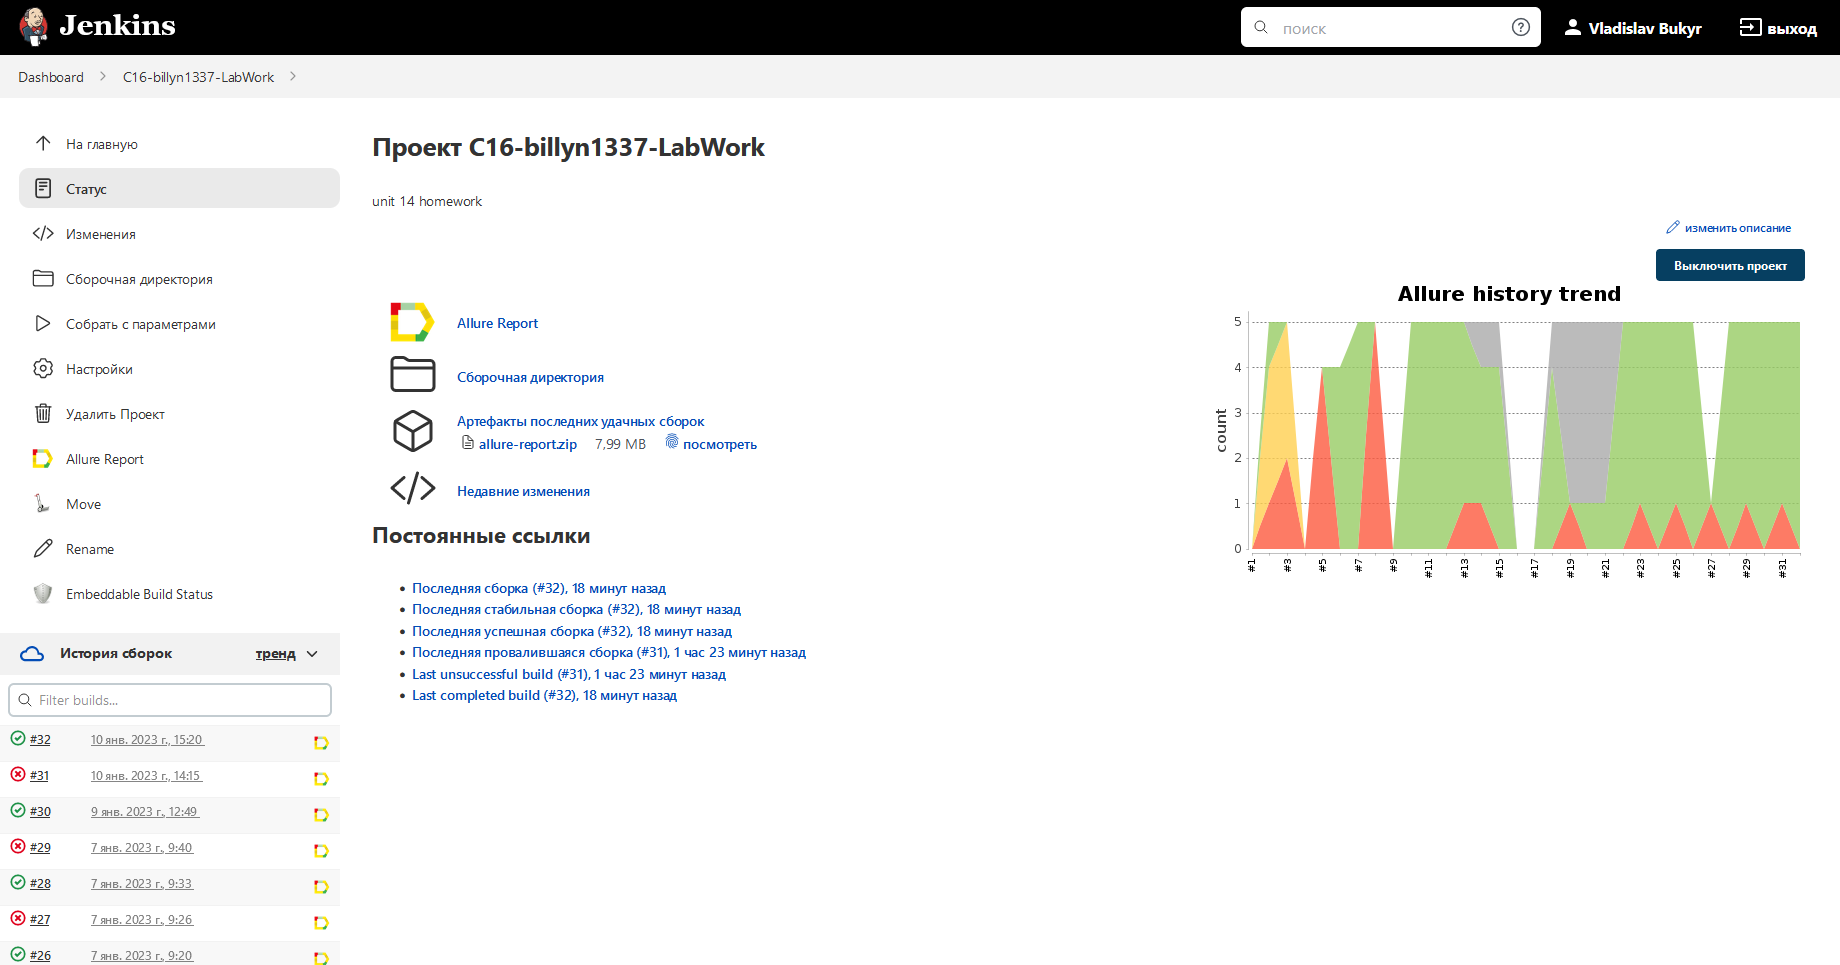 Jenkins
поиск
Vladislav Bukyr
выход
Dashboard
C16-billyn1337-LabWork
На главную
Статус
Изменения
Сборочная директория
Собрать с параметрами
Настройки
Удалить Проект
Allure Report
Move
Rename
Embeddable Build Status
История сборок
тренд
Filter builds...
#32 10 янв. 2023 г., 15:20
#31 10 янв. 2023 г., 14:15
#30 9 янв. 2023 г., 12:49
#29 7 янв. 2023 г., 9:40
#28 7 янв. 2023 г., 9:33
#27 7 янв. 2023 г., 9:26
#26 7 янв. 2023 г., 9:20
Проект C16-billyn1337-LabWork
unit 14 homework
изменить описание
Выключить проект
Allure Report
Сборочная директория
Артефакты последних удачных сборок
allure-report.zip 7,99 MB посмотреть
Недавние изменения
Постоянные ссылки
Последняя сборка (#32), 18 минут назад
Последняя стабильная сборка (#32), 18 минут назад
Последняя успешная сборка (#32), 18 минут назад
Последняя провалившаяся сборка (#31), 1 час 23 минут назад
Last unsuccessful build (#31), 1 час 23 минут назад
Last completed build (#32), 18 минут назад
Allure history trend
count
5
4
3
2
1
0
#1 #3 #5 #7 #9 #11 #13 #15 #17 #19 #21 #23 #25 #27 #29 #31